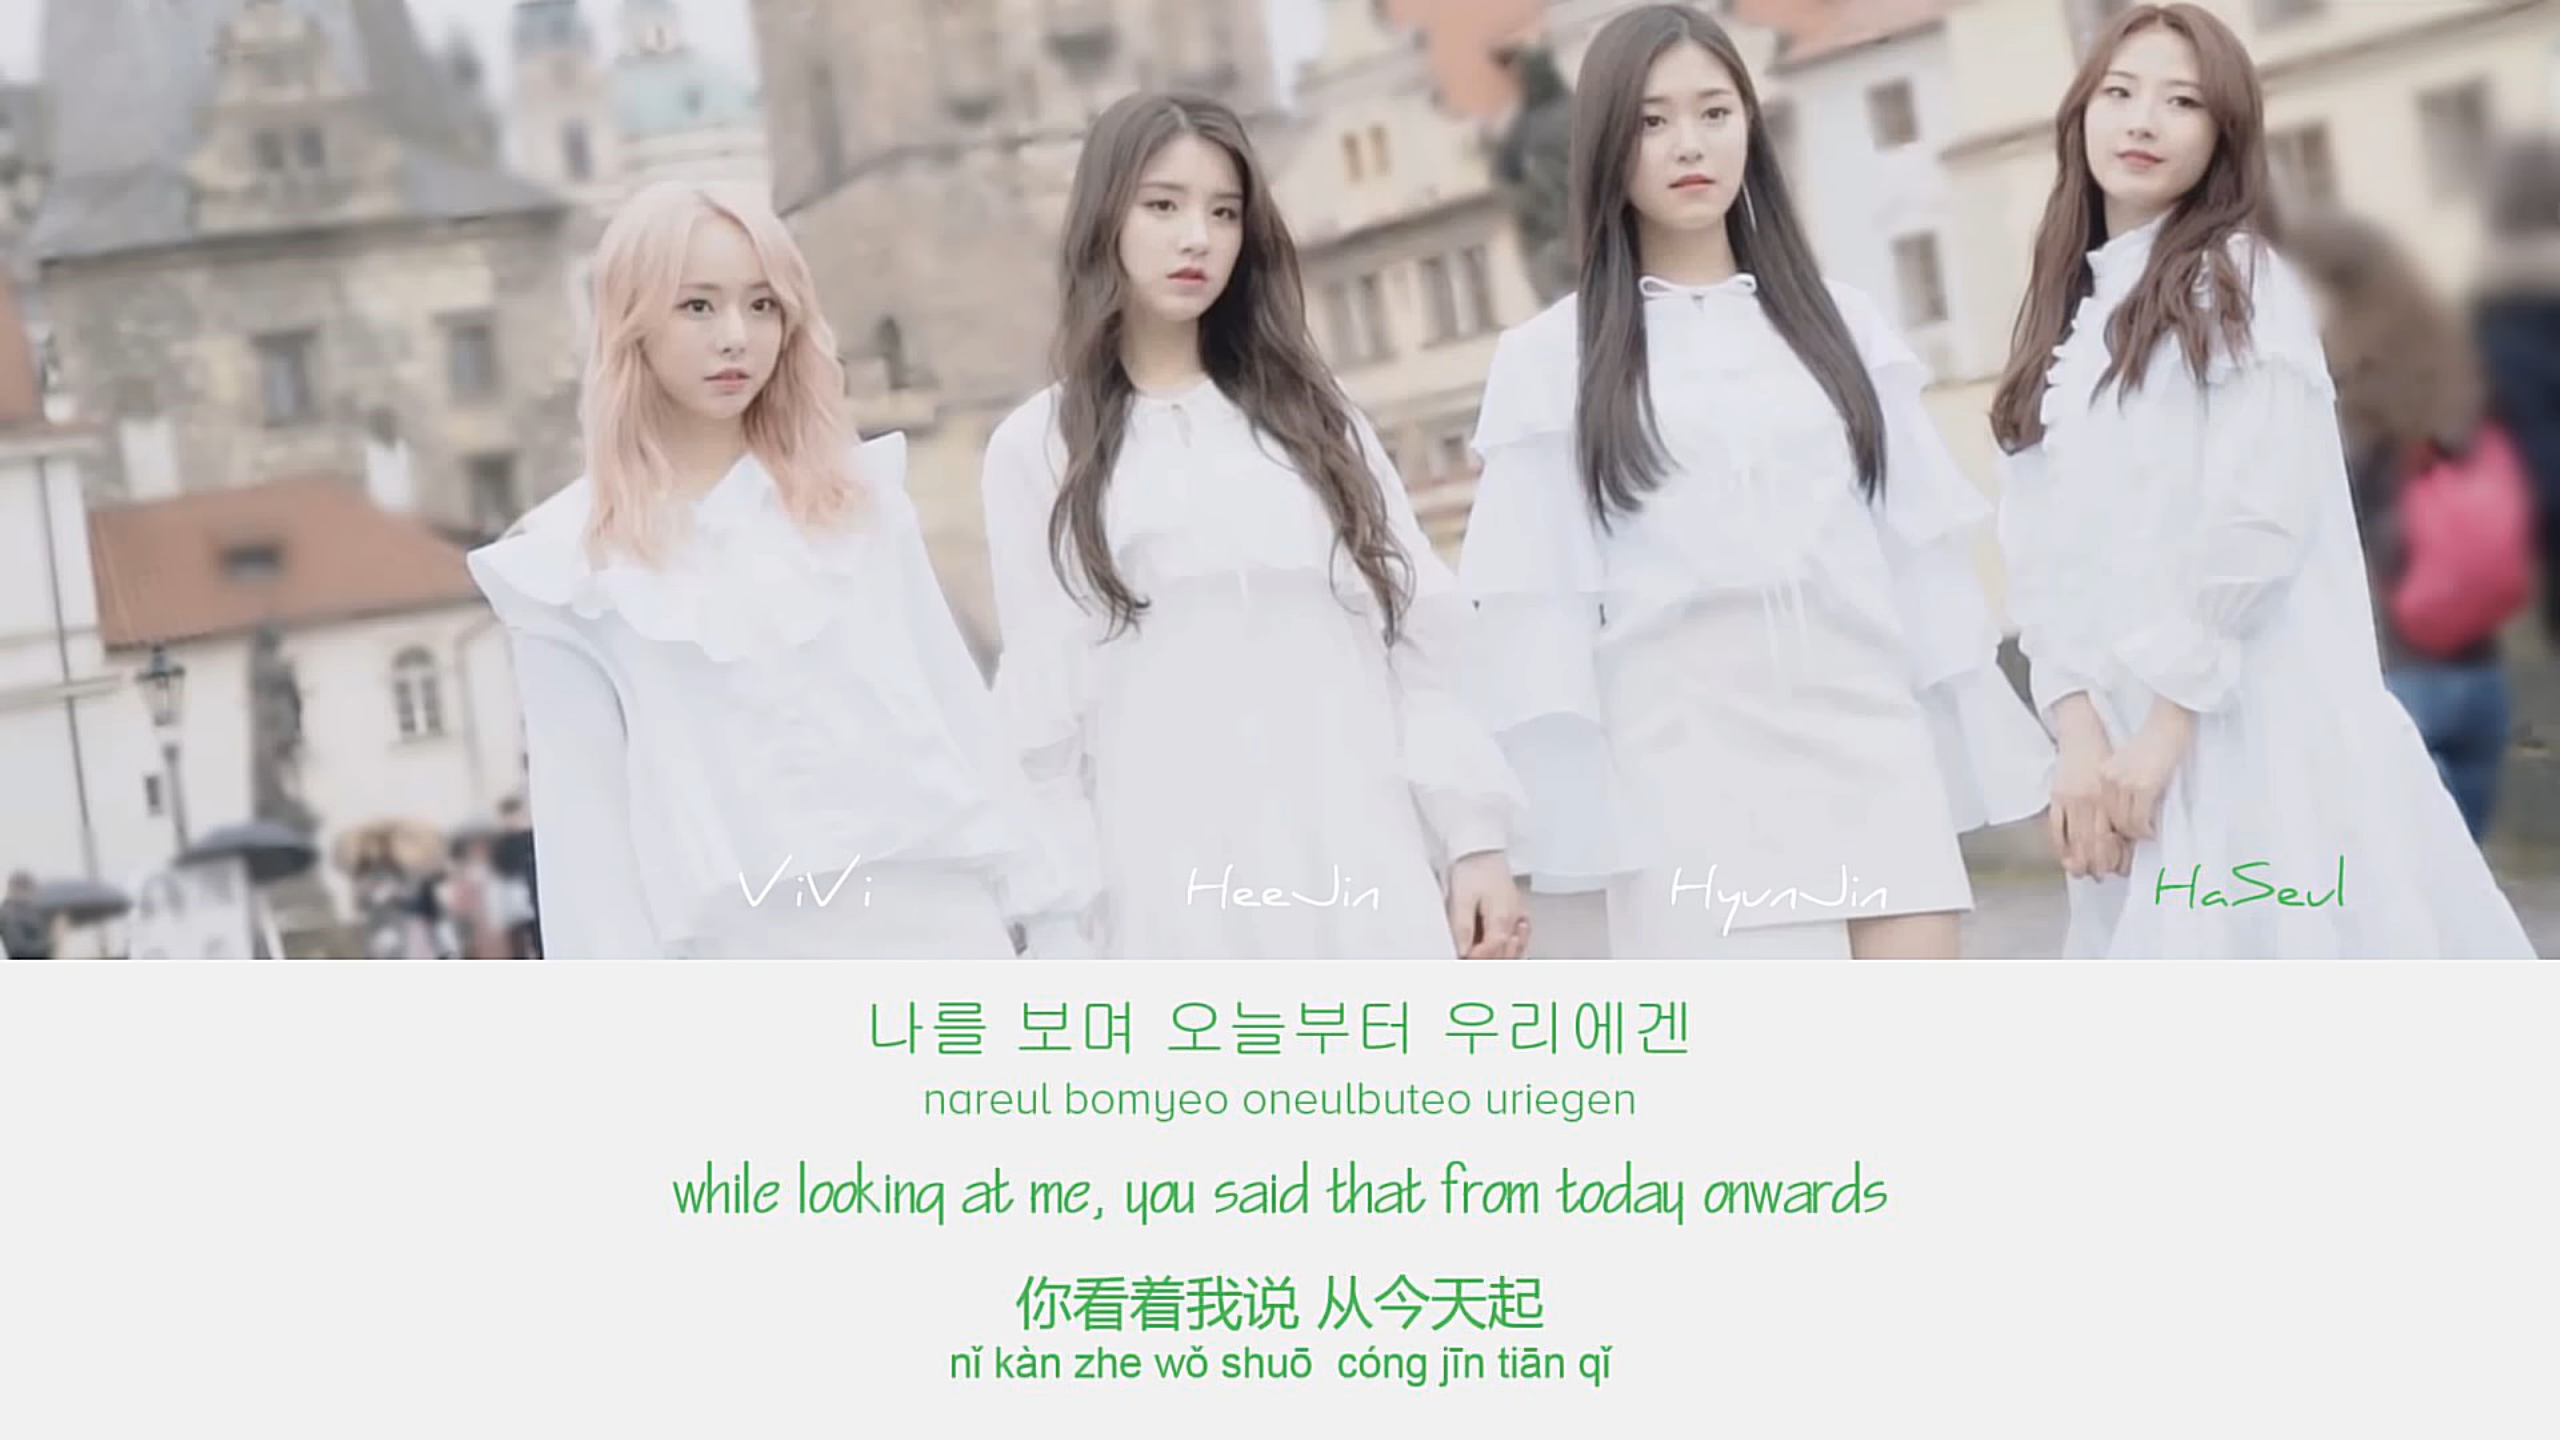 ViVi HeeJin HyunJin HaSeul
나를 보며 오늘부터 우리에겐
nareul bomyeo oneulbuteo uriegen
while looking at me, you said that from today onwards
你看着我说 从今天起
nǐ kàn zhe wǒ shuō cóng jīn tiān qǐ